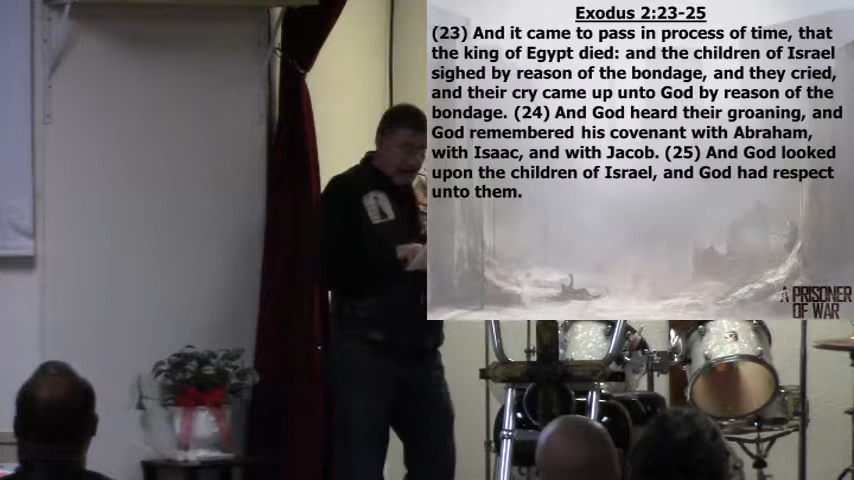 Exodus 2:23-25
(23) And it came to pass in process of time, that
the king of Egypt died: and the children of Israel
sighed by reason of the bondage, and they cried,
and their cry came up unto God by reason of the
bondage. (24) And God heard their groaning, and
God remembered his covenant with Abraham,
with Isaac, and with Jacob. (25) And God looked
upon the children of Israel, and God had respect
unto them.
A PRISONER
OF WAR